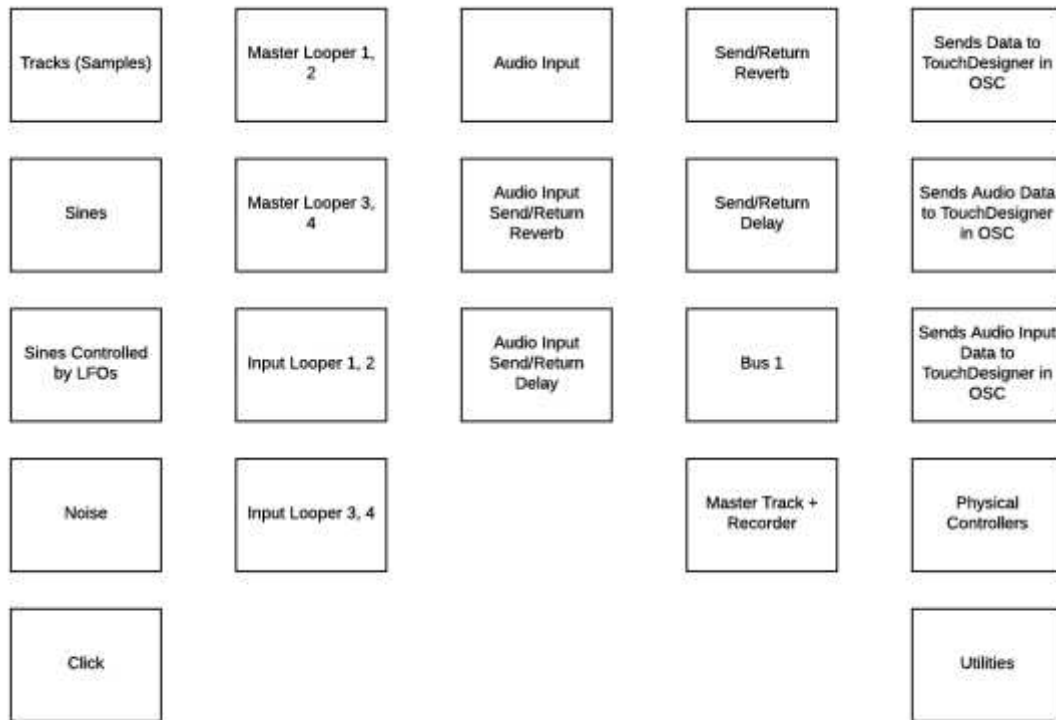 Tracks (Samples)
Master Looper 1,
2
Audio Input
Send/Return
Reverb
Sends Data to
TouchDesigner in
OSC
Sines
Master Looper 3,
4
Audio Input
Send/Return
Reverb
Send/Return
Delay
Sends Audio Data
to TouchDesigner
in OSC
Sines Controlled
by LFOs
Input Looper 1, 2
Audio Input
Send/Return
Delay
Bus 1
Sends Audio Input
Data to
TouchDesigner in
OSC
Noise
Input Looper 3, 4
Master Track +
Recorder
Physical
Controllers
Click
Utilities